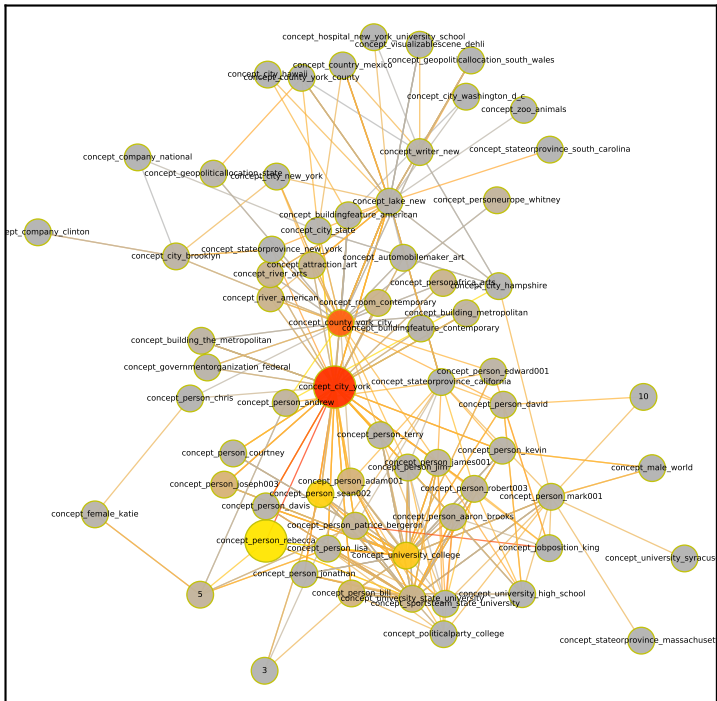 concept_hospital_new_york_university_school
concept_visualizablescene_dehli
concept_geopoliticallocation_south_wales
concept_country_mexico
concept_city_hawaii
concept_county_york_county
concept_city_washington_d_c
concept_zoo_animals
concept_writer_new
concept_stateorprovince_south_carolina
concept_company_national
concept_geopoliticallocation_state
concept_city_new_york
concept_lake_new
concept_personeurope_whitney
concept_buildingfeature_american
ept_company_clinton
concept_city_state
concept_stateorprovince_new_york
concept_city_brooklyn
concept_automobilemaker_art
concept_attraction_art
concept_river_arts
concept_personafrica_arts
concept_city_hampshire
concept_river_american
concept_room_contemporary
concept_building_metropolitan
concept_county_york_city
concept_buildingfeature_contemporary
concept_building_the_metropolitan
concept_governmentorganization_federal
concept_person_edward001
concept_stateorprovince_california
concept_city_york
concept_person_chris
concept_person_andrew
concept_person_david
10
concept_person_terry
concept_person_courtney
concept_person_kevin
concept_person_jim
concept_person_james001
concept_male_world
concept_person_joseph003
concept_person_adam001
concept_person_robert003
concept_person_sean002
concept_person_mark001
concept_person_davis
concept_female_katie
concept_person_aaron_brooks
concept_person_patrice_bergeron
concept_person_rebecca
concept_person_lisa
concept_university_college
concept_jobposition_king
concept_university_syracus
concept_person_jonathan
5
concept_person_bill
concept_university_state_university
concept_university_high_school
concept_sportsteam_state_university
concept_politicalparty_college
concept_stateorprovince_massachuset
3